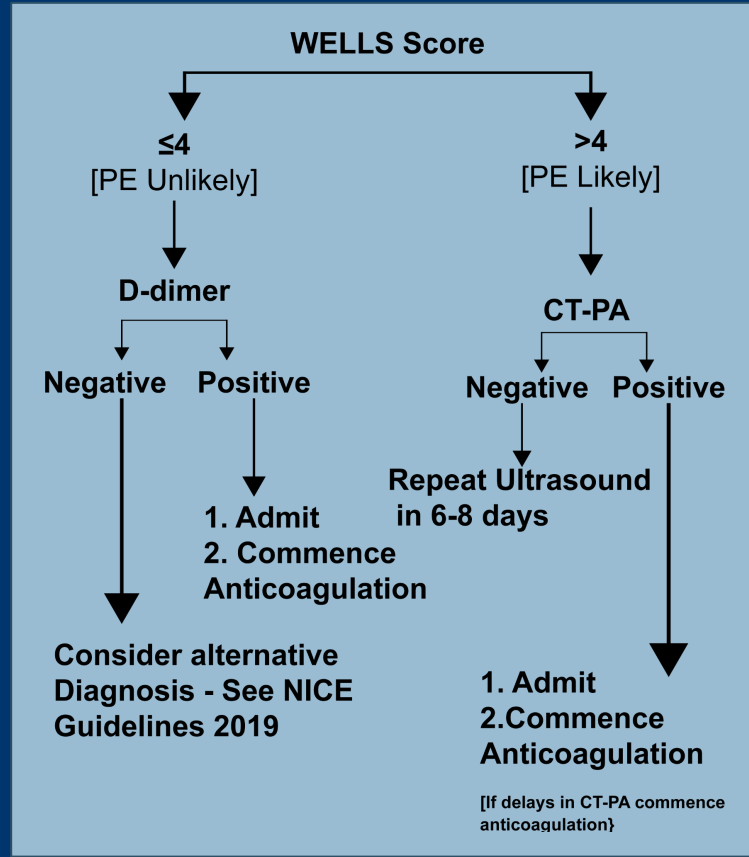 WELLS Score
≤4
[PE Unlikely]
>4
[PE Likely]
D-dimer
CT-PA
Negative
Positive
Negative
Positive
1. Admit
2. Commence
Anticoagulation
Repeat Ultrasound
in 6-8 days
Consider alternative
Diagnosis - See NICE
Guidelines 2019
1. Admit
2.Commence
Anticoagulation
[If delays in CT-PA commence
anticoagulation}